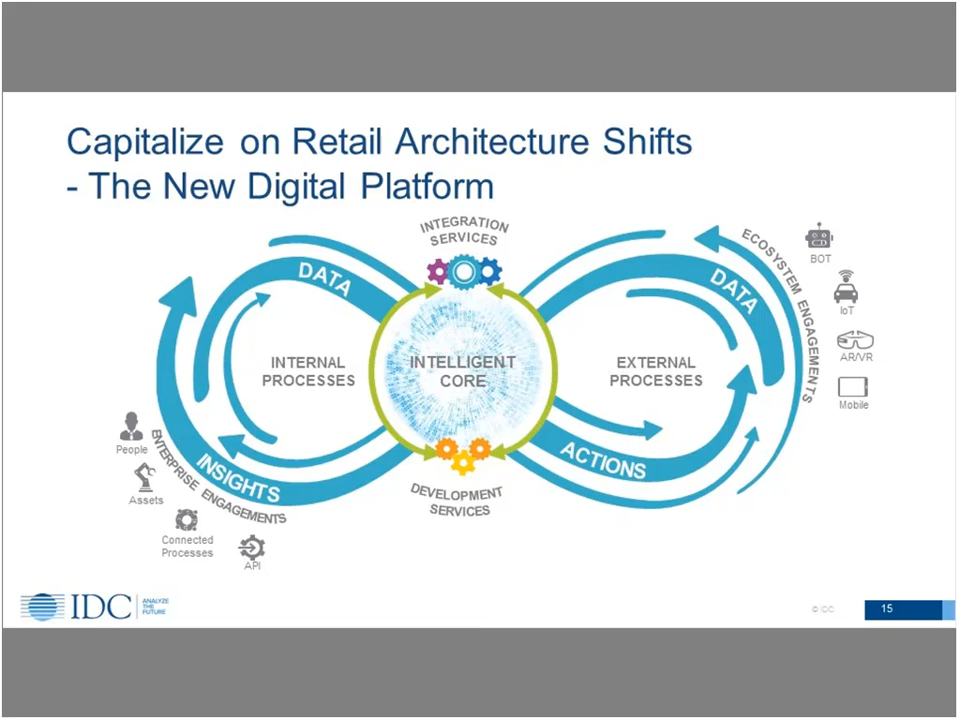 Capitalize on Retail Architecture Shifts
- The New Digital Platform
INTEGRATION
SERVICES
ECOSYSTEM ENGAGEMENTS
BOT
DATA
DATA
IoT
INTERNAL
PROCESSES
INTELLIGENT
CORE
EXTERNAL
PROCESSES
AR/VR
Mobile
People
ENTERPRISE ENGAGEMENTS
INSIGHTS
ACTIONS
Assets
DEVELOPMENT
SERVICES
Connected
Processes
API
IDC
ANALYZE
THE
FUTURE
© IDC
15